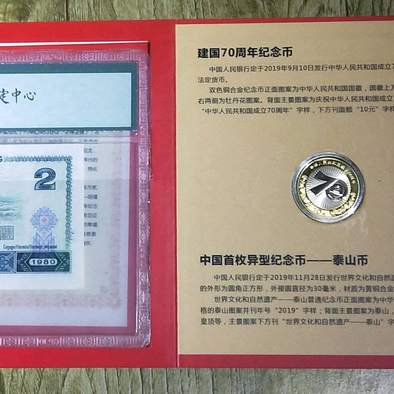 定中心
2
1980
建国70周年纪念币
中国人民银行定于2019年9月10日发行中华人民共和国成立7
法定货币。
双色铜合金纪念币正面图案为中华人民共和国国徽，国徽上方
右两侧为牡丹花图案。背面主景图案为庆祝中华人民共和国成立
"中华人民共和国成立70周年"字样，下方刊面额"10元"字样
70
中国首枚异型纪念币——泰山币
中国人民银行定于2019年11月28日发行世界文化和自然遗
的外形为圆角正方形，外接圆直径为30毫米，材质为黄铜合金
世界文化和自然遗产——泰山普通纪念币正面图案为中华
格的泰山图案并刊年号"2019"字样；背面主景图案为泰山，
皇顶等，主景图案下方刊"世界文化和自然遗产——泰山"字